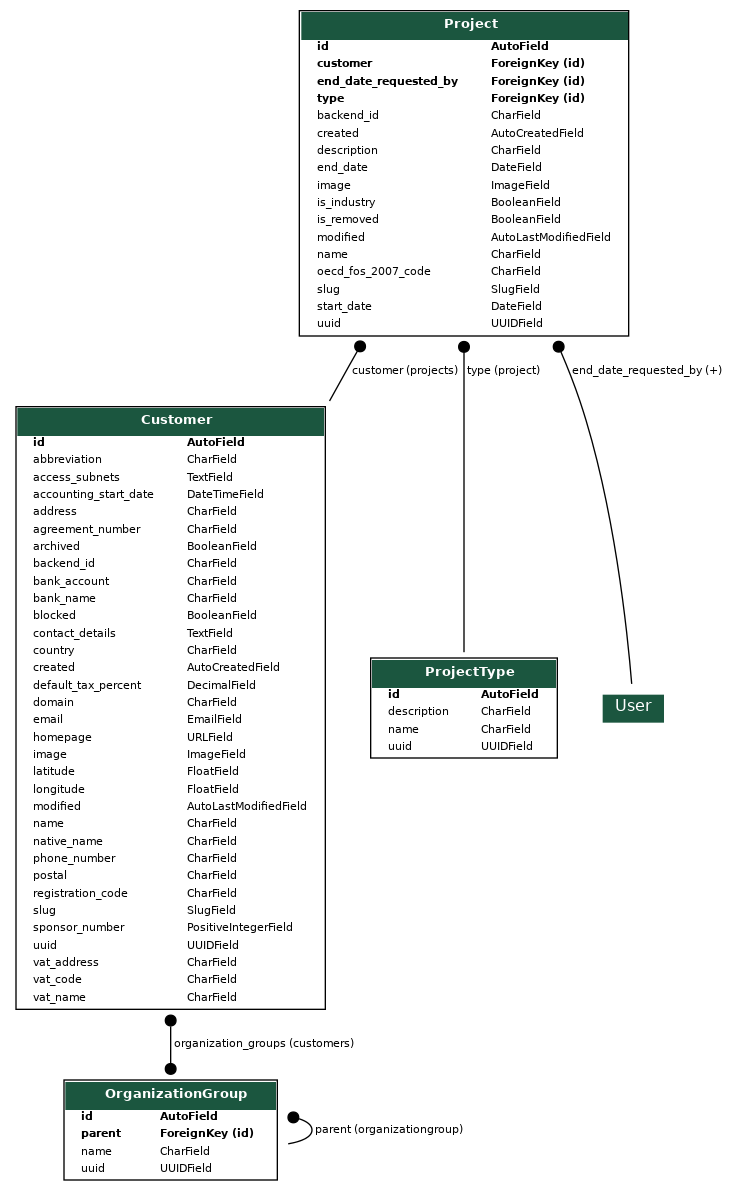 Project
id AutoField
customer ForeignKey (id)
end_date_requested_by ForeignKey (id)
type ForeignKey (id)
backend_id CharField
created AutoCreatedField
description CharField
end_date DateField
image ImageField
is_industry BooleanField
is_removed BooleanField
modified AutoLastModifiedField
name CharField
oecd_fos_2007_code CharField
slug SlugField
start_date DateField
uuid UUIDField
customer (projects) type (project) end_date_requested_by (+)
Customer
id AutoField
abbreviation CharField
access_subnets TextField
accounting_start_date DateTimeField
address CharField
agreement_number CharField
archived BooleanField
backend_id CharField
bank_account CharField
bank_name CharField
blocked BooleanField
contact_details TextField
country CharField
created AutoCreatedField
default_tax_percent DecimalField
domain CharField
email EmailField
homepage URLField
image ImageField
latitude FloatField
longitude FloatField
modified AutoLastModifiedField
name CharField
native_name CharField
phone_number CharField
postal CharField
registration_code CharField
slug SlugField
sponsor_number PositiveIntegerField
uuid UUIDField
vat_address CharField
vat_code CharField
vat_name CharField
ProjectType
id AutoField
description CharField
name CharField
uuid UUIDField
User
organization_groups (customers)
OrganizationGroup
id AutoField
parent ForeignKey (id)
name CharField
uuid UUIDField
parent (organizationgroup)